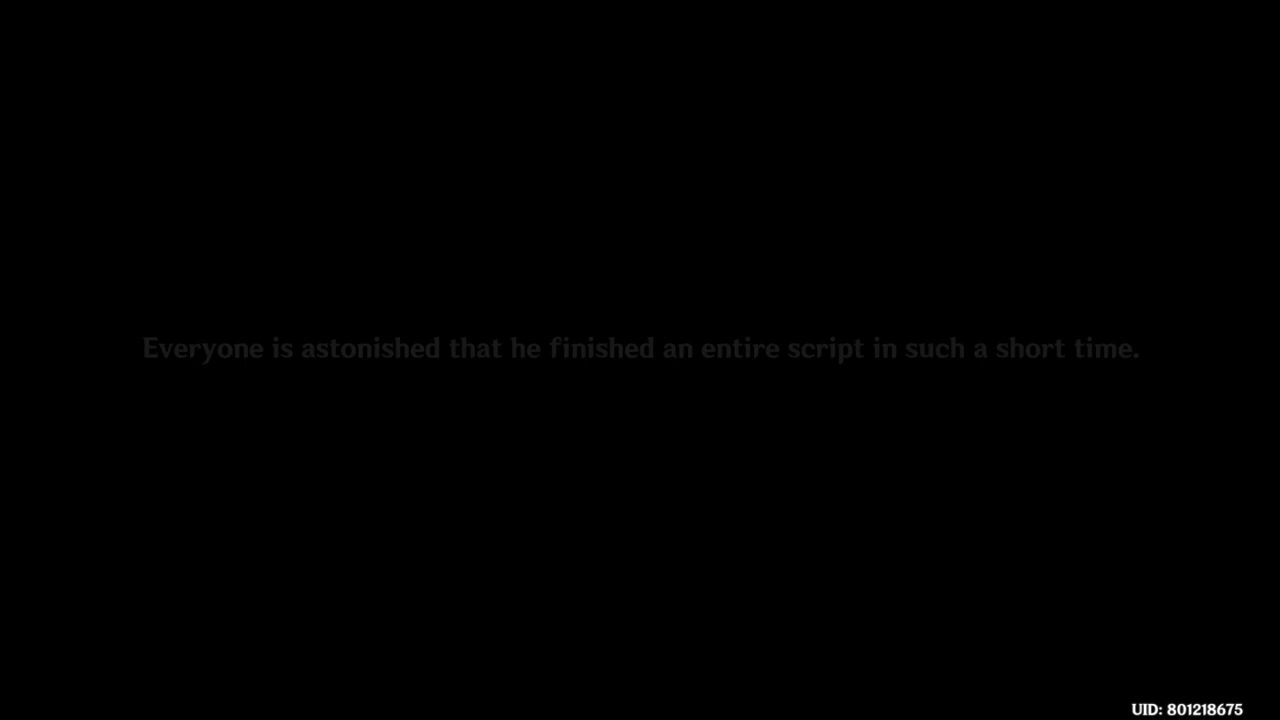 Everyone is astonished that he finished an entire script in such a short time.
UID: 801218675